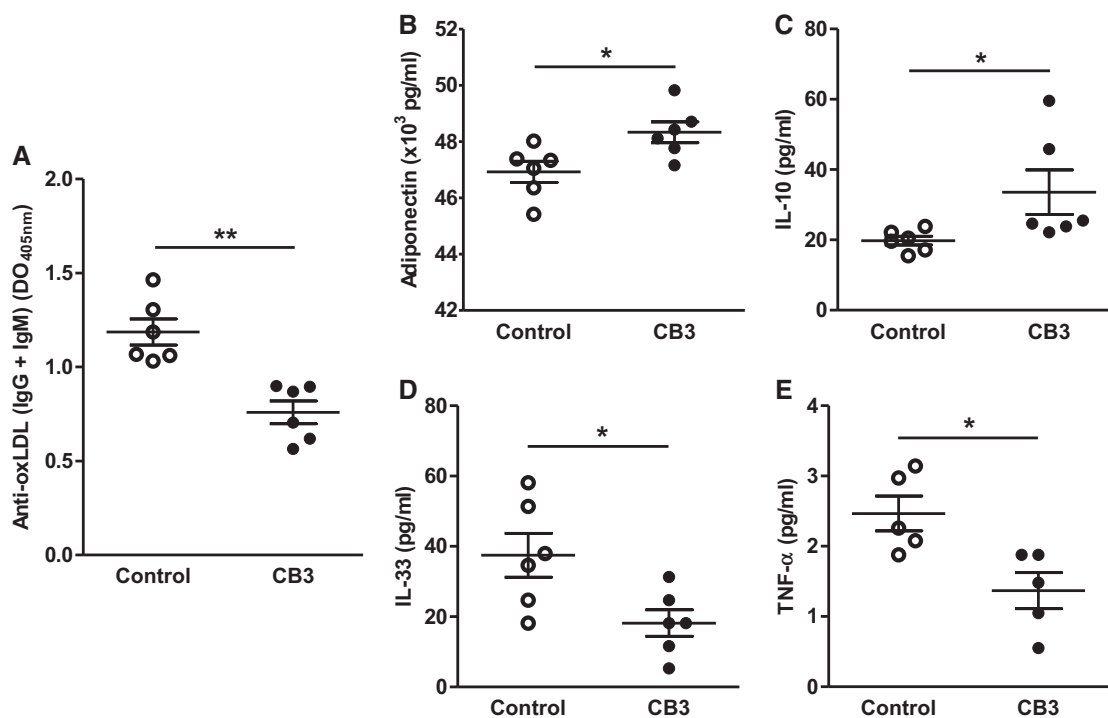 A
Anti-oxLDL (IgG + IgM) (DO405nm)
2.0
1.5
1.0
0.5
0.0
**
Control CB3
B
Adiponectin (x10³ pg/ml)
52
50
48
46
44
42
*
Control CB3
C
IL-10 (pg/ml)
80
60
40
20
0
*
Control CB3
D
IL-33 (pg/ml)
80
60
40
20
0
*
Control CB3
E
TNF-α (pg/ml)
4
3
2
1
0
*
Control CB3